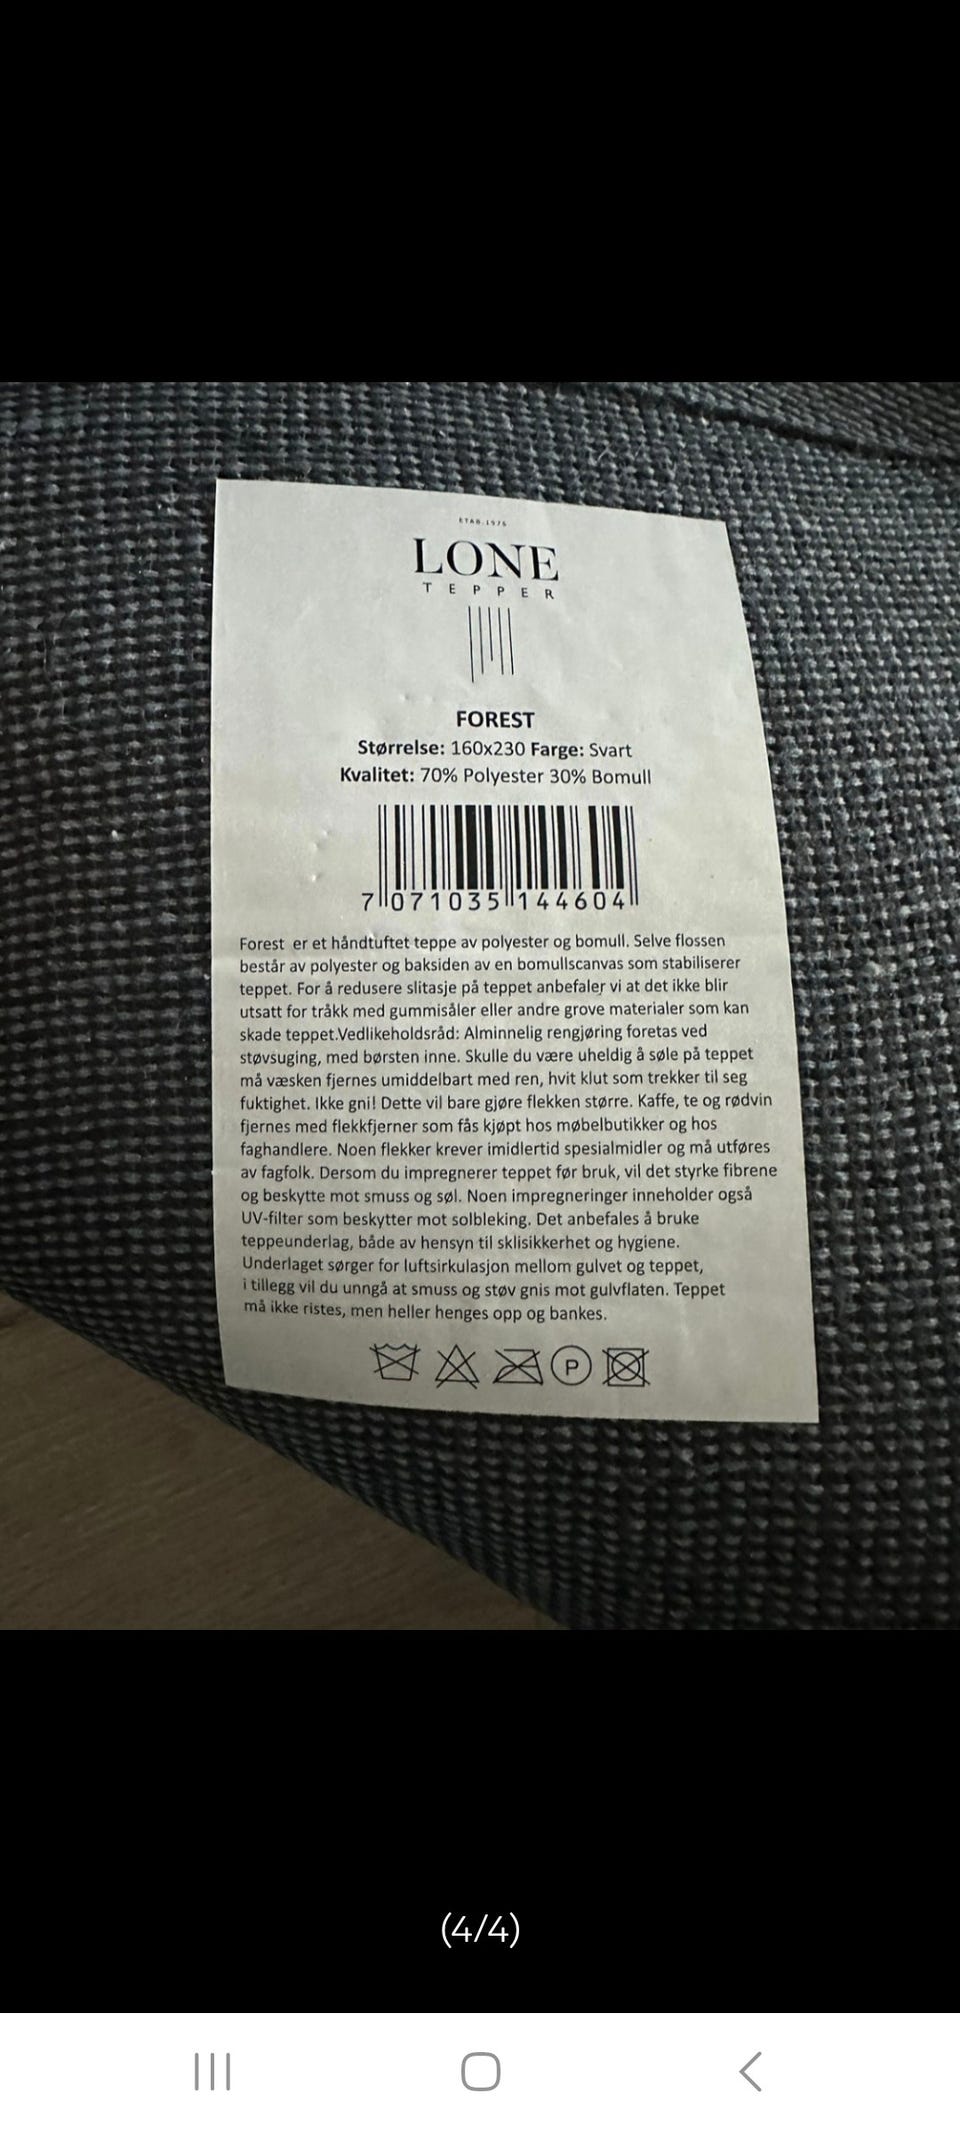 ETAB.1976
LONE
TEPPER
FOREST
Størrelse: 160x230 Farge: Svart
Kvalitet: 70% Polyester 30% Bomull
7 071035 144604
Forest er et håndtuftet teppe av polyester og bomull. Selve flossen
består av polyester og baksiden av en bomullscanvas som stabiliserer
teppet. For å redusere slitasje på teppet anbefaler vi at det ikke blir
utsatt for tråkk med gummisåler eller andre grove materialer som kan
skade teppet.Vedlikeholdsråd: Alminnelig rengjøring foretas ved
støvsuging, med børsten inne. Skulle du være uheldig å søle på teppet
må væsken fjernes umiddelbart med ren, hvit klut som trekker til seg
fuktighet. Ikke gni! Dette vil bare gjøre flekken større. Kaffe, te og rødvin
fjernes med flekkfjerner som fås kjøpt hos møbelbutikker og hos
faghandlere. Noen flekker krever imidlertid spesialmidler og må utføres
av fagfolk. Dersom du impregnerer teppet før bruk, vil det styrke fibrene
og beskytte mot smuss og søl. Noen impregneringer inneholder også
UV-filter som beskytter mot solbleking. Det anbefales å bruke
teppeunderlag, både av hensyn til sklisikkerhet og hygiene.
Underlaget sørger for luftsirkulasjon mellom gulvet og teppet,
i tillegg vil du unngå at smuss og støv gnis mot gulvflaten. Teppet
må ikke ristes, men heller henges opp og bankes.
P
(4/4)